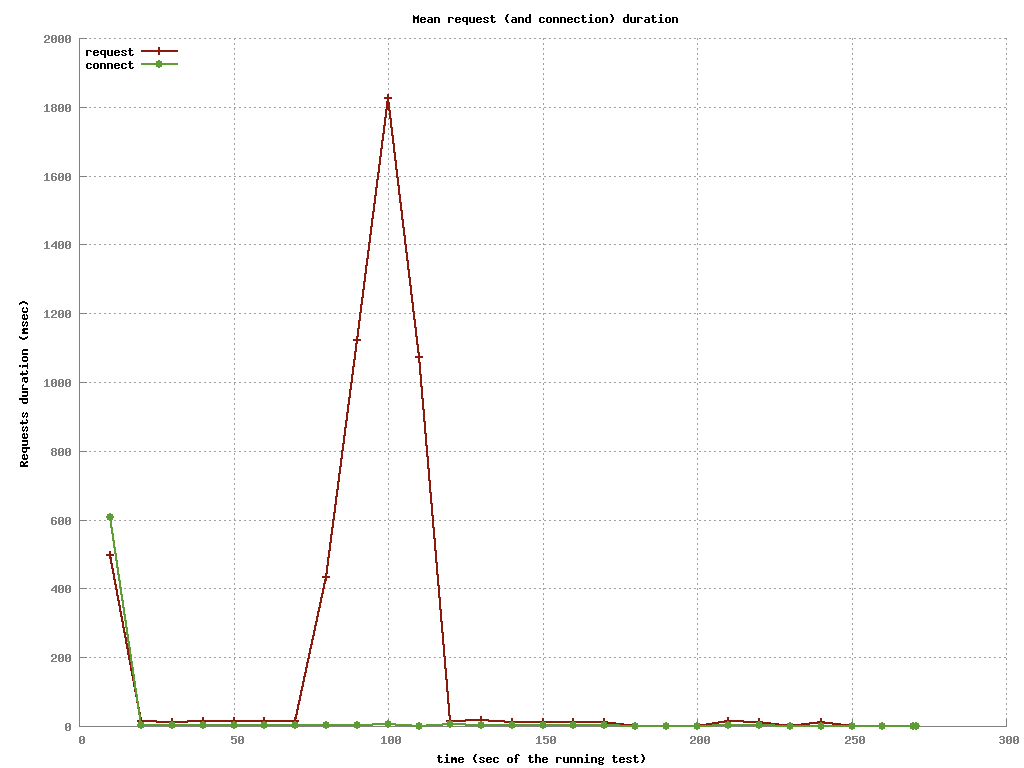 Mean request (and connection) duration
request
connect
2000
1800
1600
1400
1200
1000
800
600
400
200
0
Requests duration (msec)
0 50 100 150 200 250 300
time (sec of the running test)